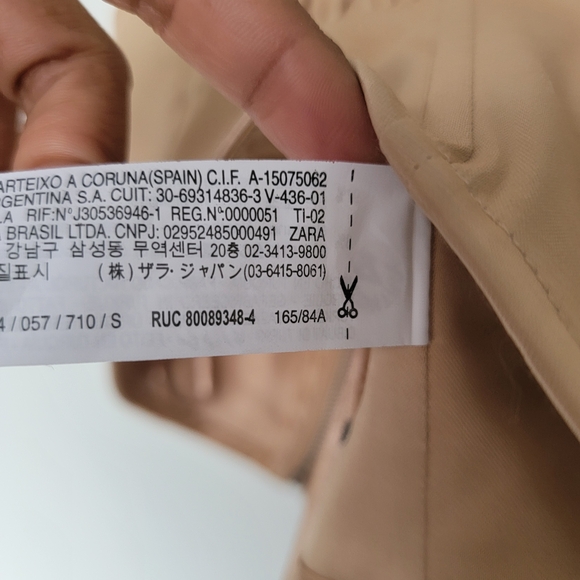 ARTEIXO A CORUNA(SPAIN) C.I.F. A-15075062
RGENTINA S.A. CUIT: 30-69314836-3 V-436-01
LA RIF:N°J30536946-1 REG.Nº:0000051 Ti-02
BRASIL LTDA. CNPJ: 02952485000491 ZARA
강남구 삼성동 무역센터 20층 02-3413-9800
질표시 (株) ザラ・ジャパン(03-6415-8061)
4 / 057 / 710 / S RUC 80089348-4 165/84A